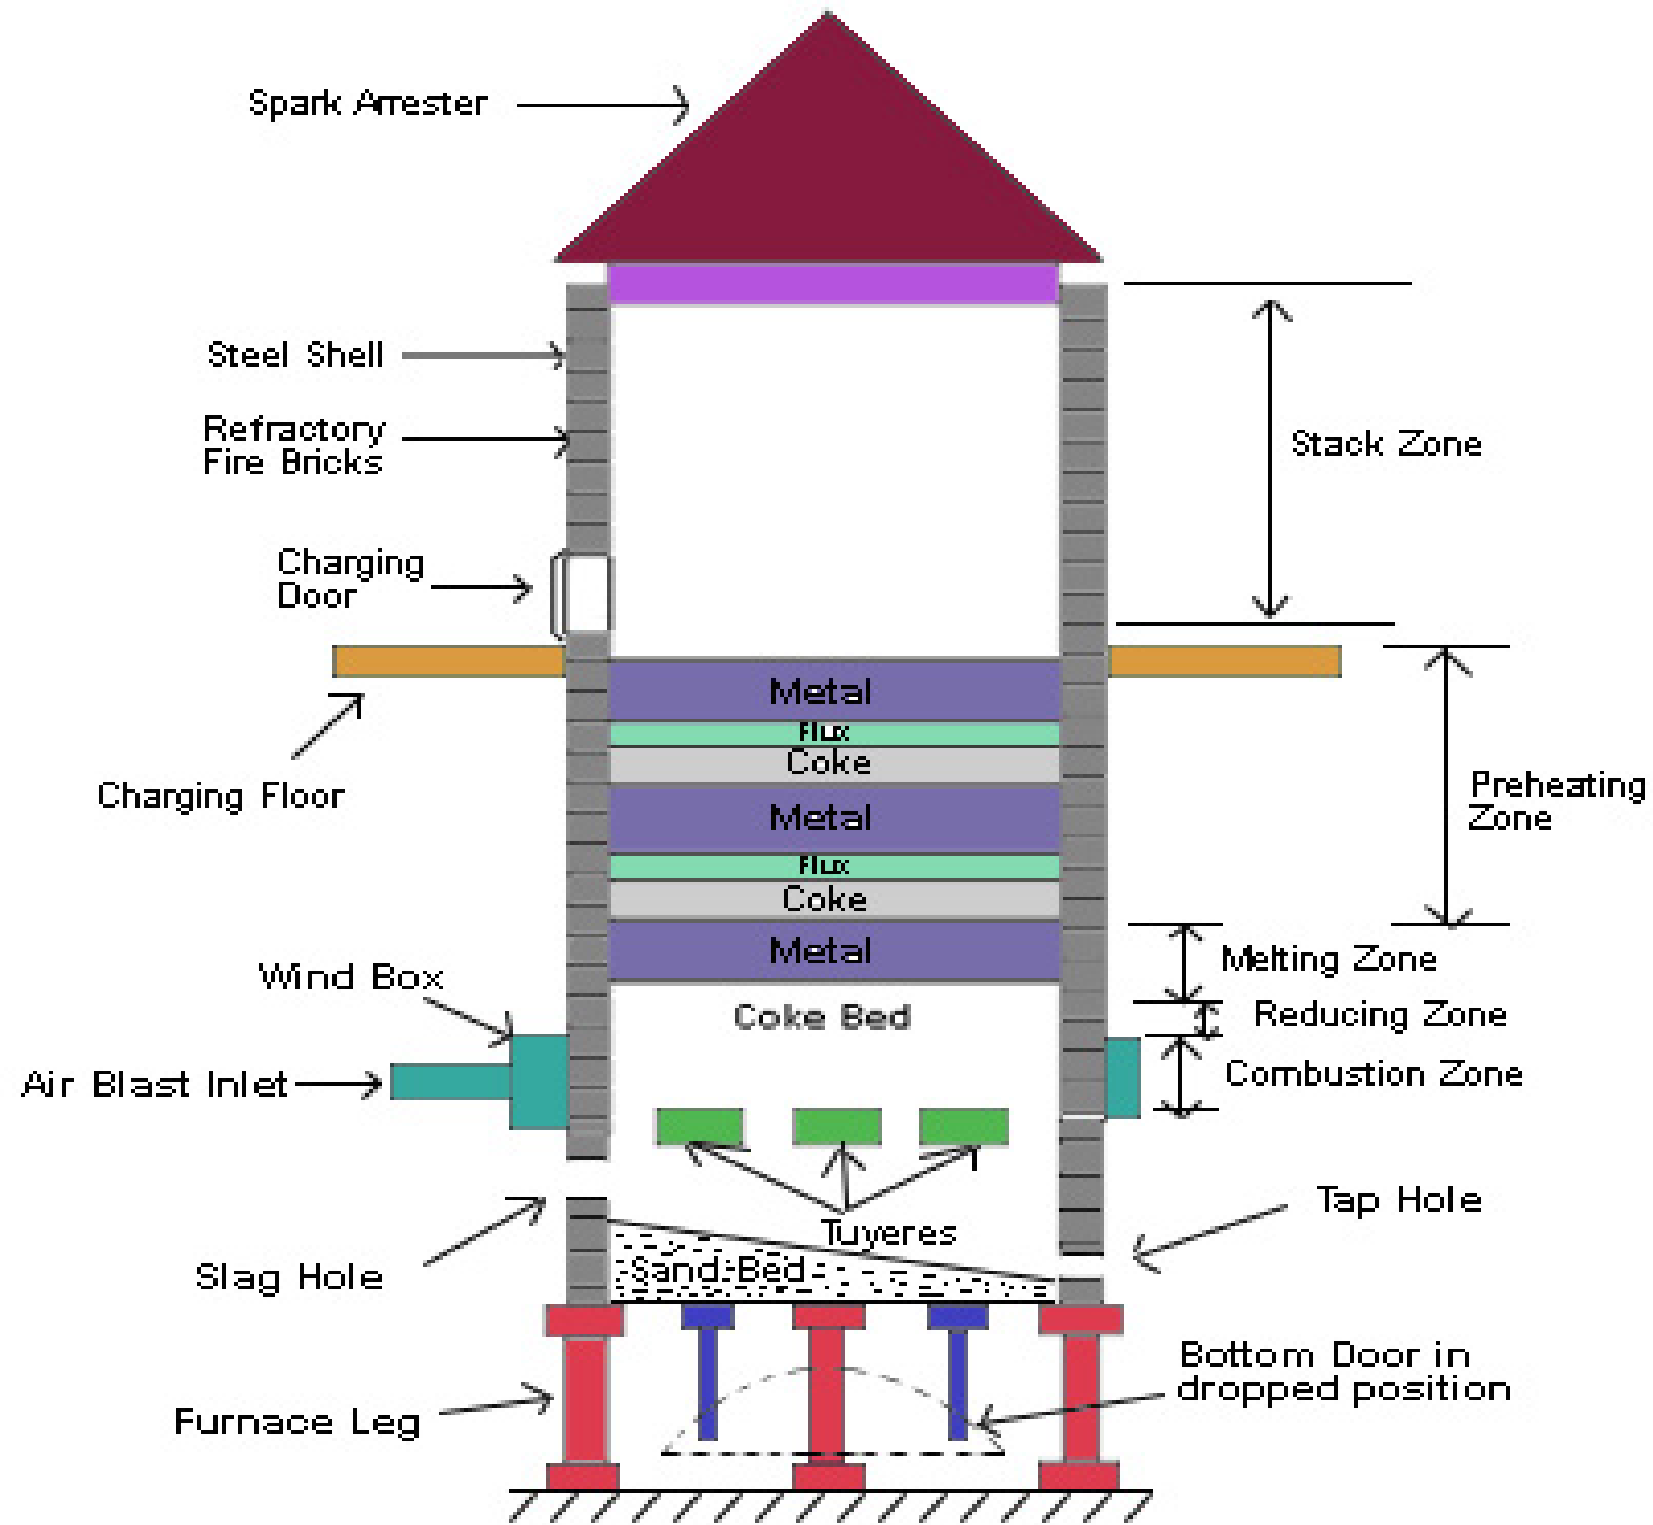 Spark Arrester
Steel Shell
Refractory
Fire Bricks
Stack Zone
Charging
Door
Metal
Flux
Coke
Charging Floor
Preheating
Zone
Metal
Flux
Coke
Metal
Melting Zone
Wind Box
Coke Bed
Reducing Zone
Air Blast Inlet
Combustion Zone
Tap Hole
Tuyeres
Slag Hole
Sand Bed
Bottom Door in
dropped position
Furnace Leg